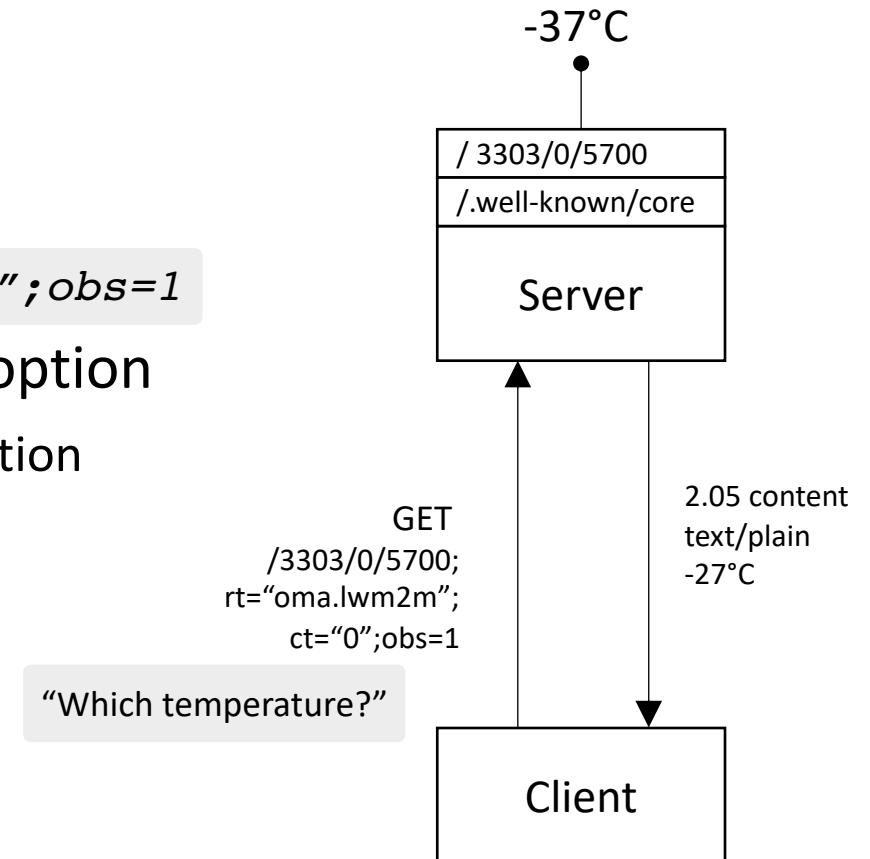 -37°C
/ 3303/0/5700
/.well-known/core
Server
";obs=1
option
tion
GET
/3303/0/5700;
rt=“oma.lwm2m”;
ct=“0”;obs=1
2.05 content
text/plain
-27°C
“Which temperature?”
Client